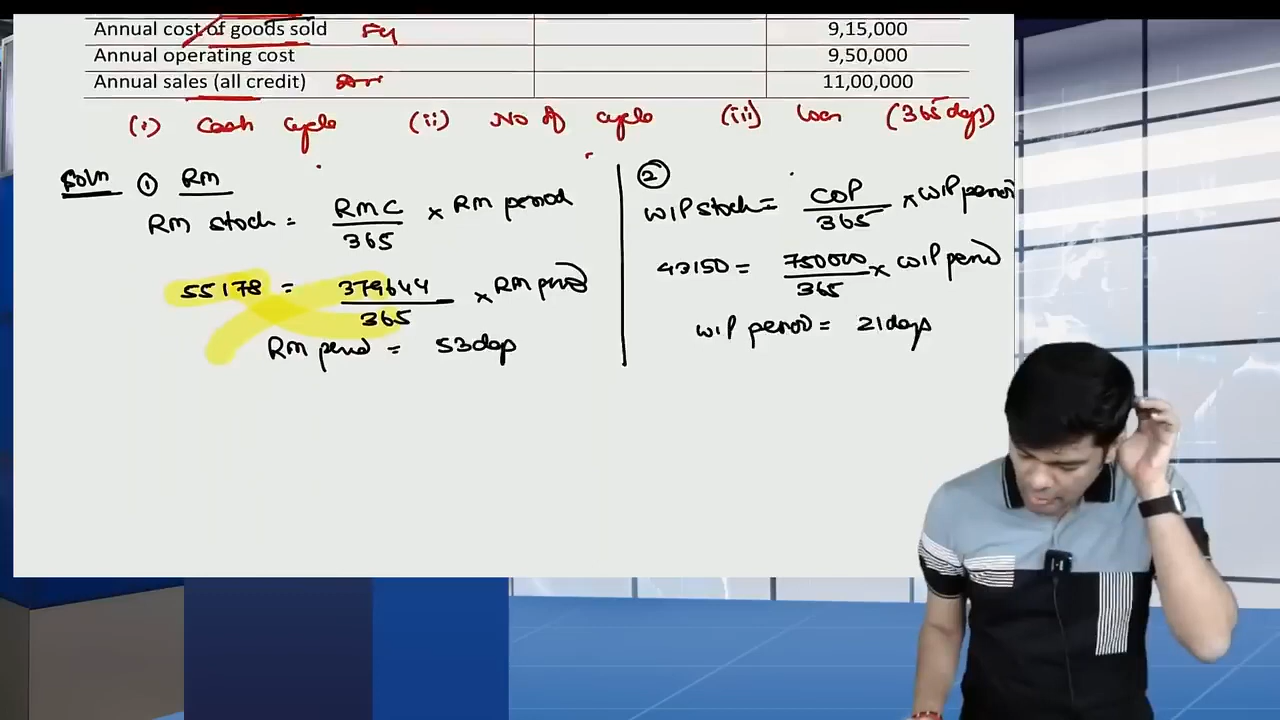 Annual cost of goods sold FG 9,15,000
Annual operating cost 9,50,000
Annual sales (all credit) Drs 11,00,000
(i) Cash cycle (ii) No of cycle (iii) loan (365 days)
Soln ① RM
RM stock = RMC / 365 × RM period
55178 = 379644 / 365 × RM period
RM period = 53 days
②
WIP stock = COP / 365 × WIP period
43150 = 750000 / 365 × WIP period
WIP period = 21 days